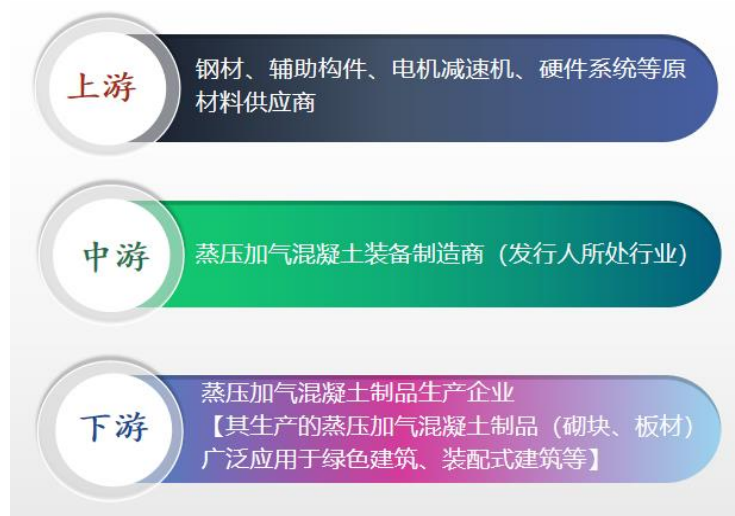 上游
钢材、辅助构件、电机减速机、硬件系统等原
材料供应商
中游
蒸压加气混凝土装备制造商（发行人所处行业）
下游
蒸压加气混凝土制品生产企业
【其生产的蒸压加气混凝土制品（砌块、板材）
广泛应用于绿色建筑、装配式建筑等】